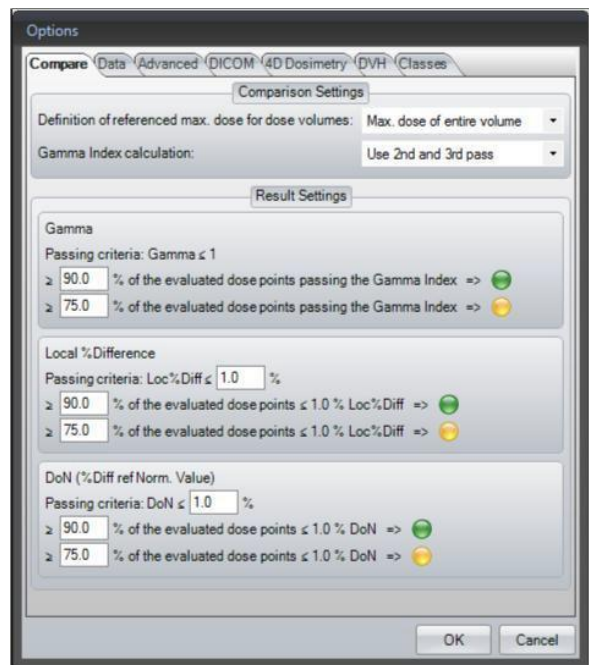 Options
Compare Data Advanced DICOM 4D Dosimetry DVH Classes
Comparison Settings
Definition of referenced max. dose for dose volumes: Max. dose of entire volume
Gamma Index calculation: Use 2nd and 3rd pass
Result Settings
Gamma
Passing criteria: Gamma ≤ 1
≥ 90.0 % of the evaluated dose points passing the Gamma Index =>
≥ 75.0 % of the evaluated dose points passing the Gamma Index =>
Local %Difference
Passing criteria: Loc%Diff ≤ 1.0 %
≥ 90.0 % of the evaluated dose points ≤ 1.0 % Loc%Diff =>
≥ 75.0 % of the evaluated dose points ≤ 1.0 % Loc%Diff =>
DoN (%Diff ref Norm. Value)
Passing criteria: DoN ≤ 1.0 %
≥ 90.0 % of the evaluated dose points ≤ 1.0 % DoN =>
≥ 75.0 % of the evaluated dose points ≤ 1.0 % DoN =>
OK Cancel